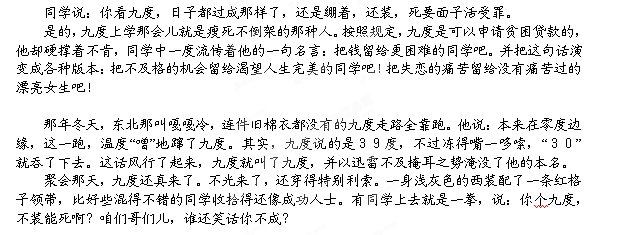 同学说：你看九度，日子都过成那样了，还是绷着，还装，死要面子活受罪。
是的，九度上学那会儿就是瘦死不倒架的那种人。按照规定，九度是可以申请贫困贷款的，
他却硬撑着不肯，同学中一度流传着他的一句名言：把钱留给更困难的同学吧。并把这句话演
变成各种版本：把不及格的机会留给渴望人生完美的同学吧！把失恋的痛苦留给没有痛苦过的
漂亮女生吧！
那年冬天，东北那叫嘎嘎冷，连件旧棉衣都没有的九度走路全靠跑。他说：本来在零度边
缘，这一跑，温度“噌”地蹿了九度。其实，九度说的是３９度，不过冻得嘴一哆嗦，“３０”
就吞了下去。这话风行了起来，九度就叫了九度，并以迅雷不及掩耳之势淹没了他的本名。
聚会那天，九度还真来了。不光来了，还穿得特别利索。一身浅灰色的西装配了一条红格
子领带，比好些混得不错的同学收拾得还像成功人士。有同学上去就是一拳，说：你个九度，
不装能死啊？咱们哥们儿，谁还笑话你不成？